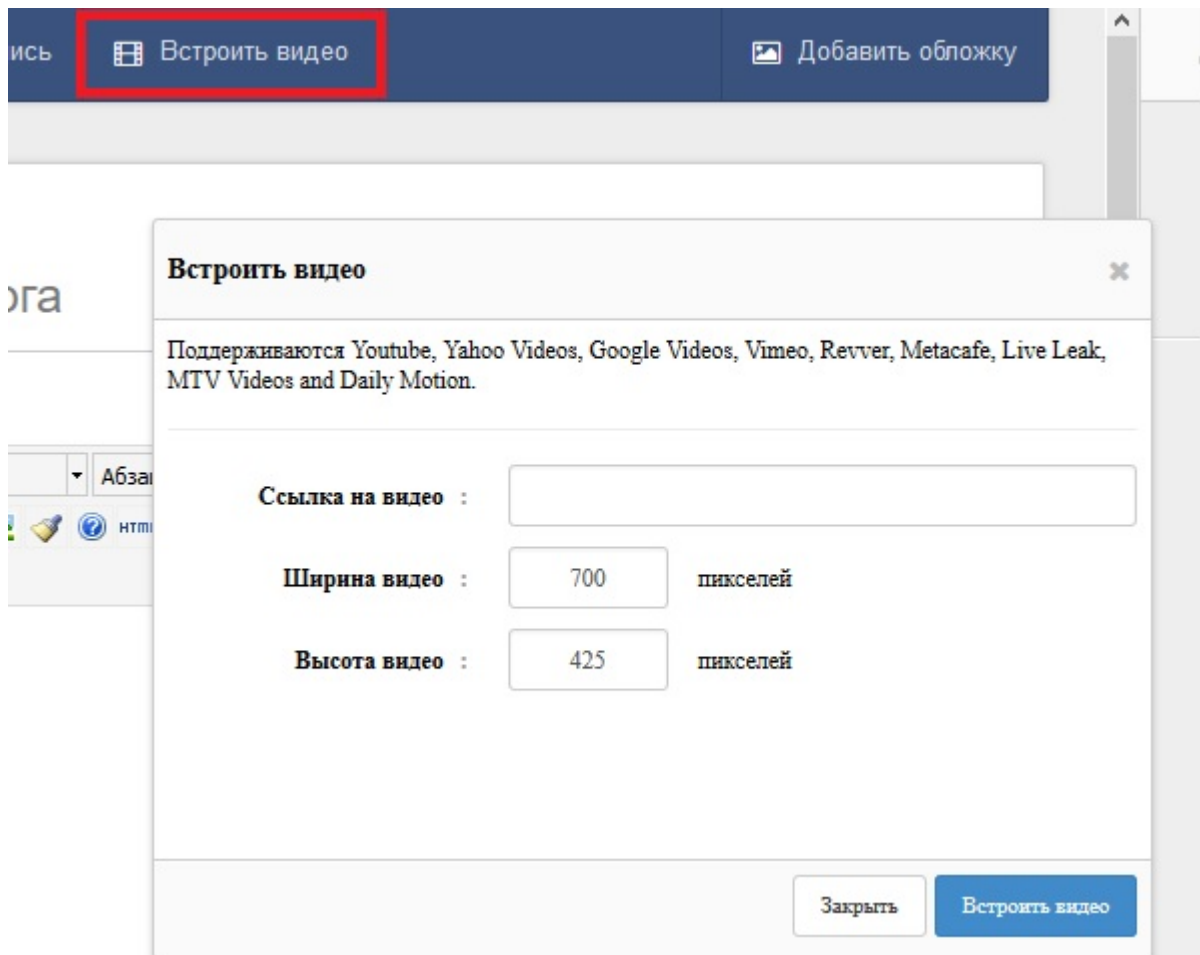 ись Встроить видео Добавить обложку
ога
Встроить видео
Поддерживаются Youtube, Yahoo Videos, Google Videos, Vimeo, Revver, Metacafe, Live Leak,
MTV Videos and Daily Motion.
Абза
Ссылка на видео :
HTM
Ширина видео : 700 пикселей
Высота видео : 425 пикселей
Закрыть Встроить видео